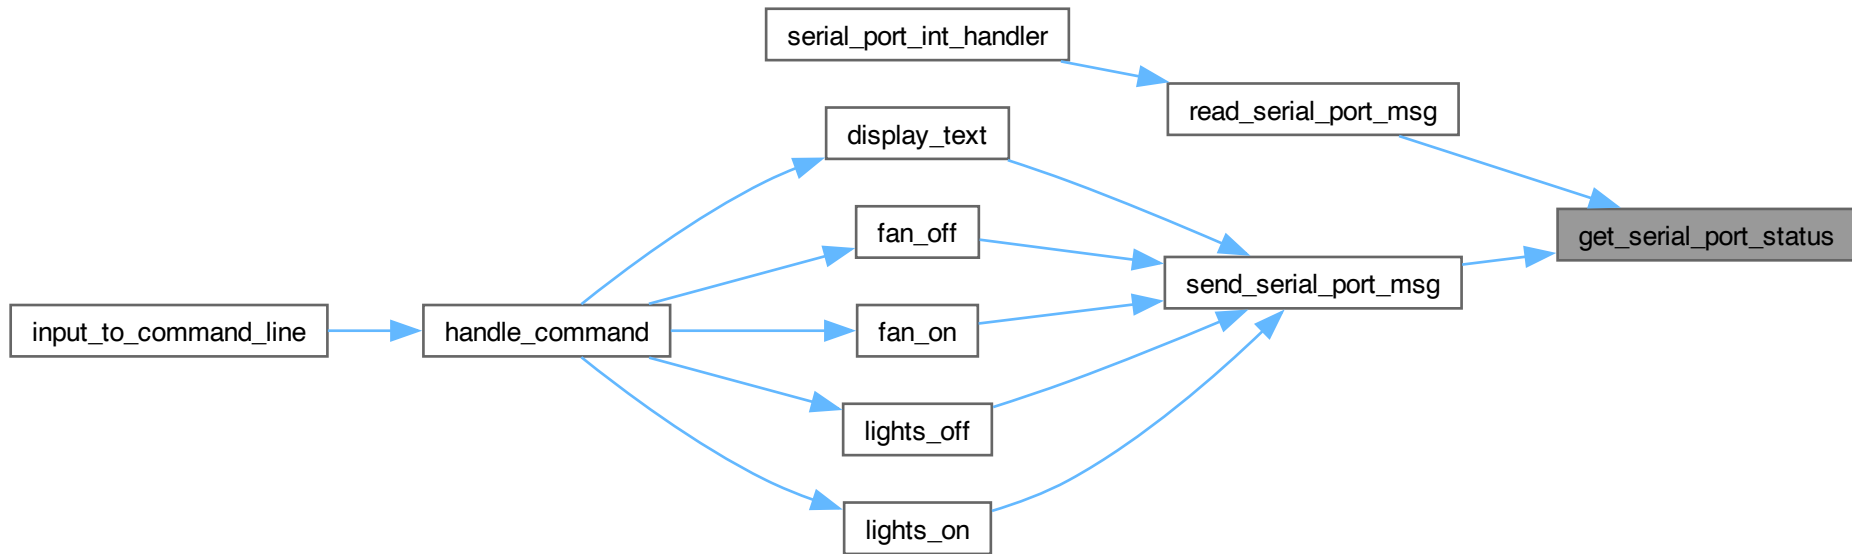 serial_port_int_handler
read_serial_port_msg
display_text
get_serial_port_status
fan_off
send_serial_port_msg
input_to_command_line
handle_command
fan_on
lights_off
lights_on